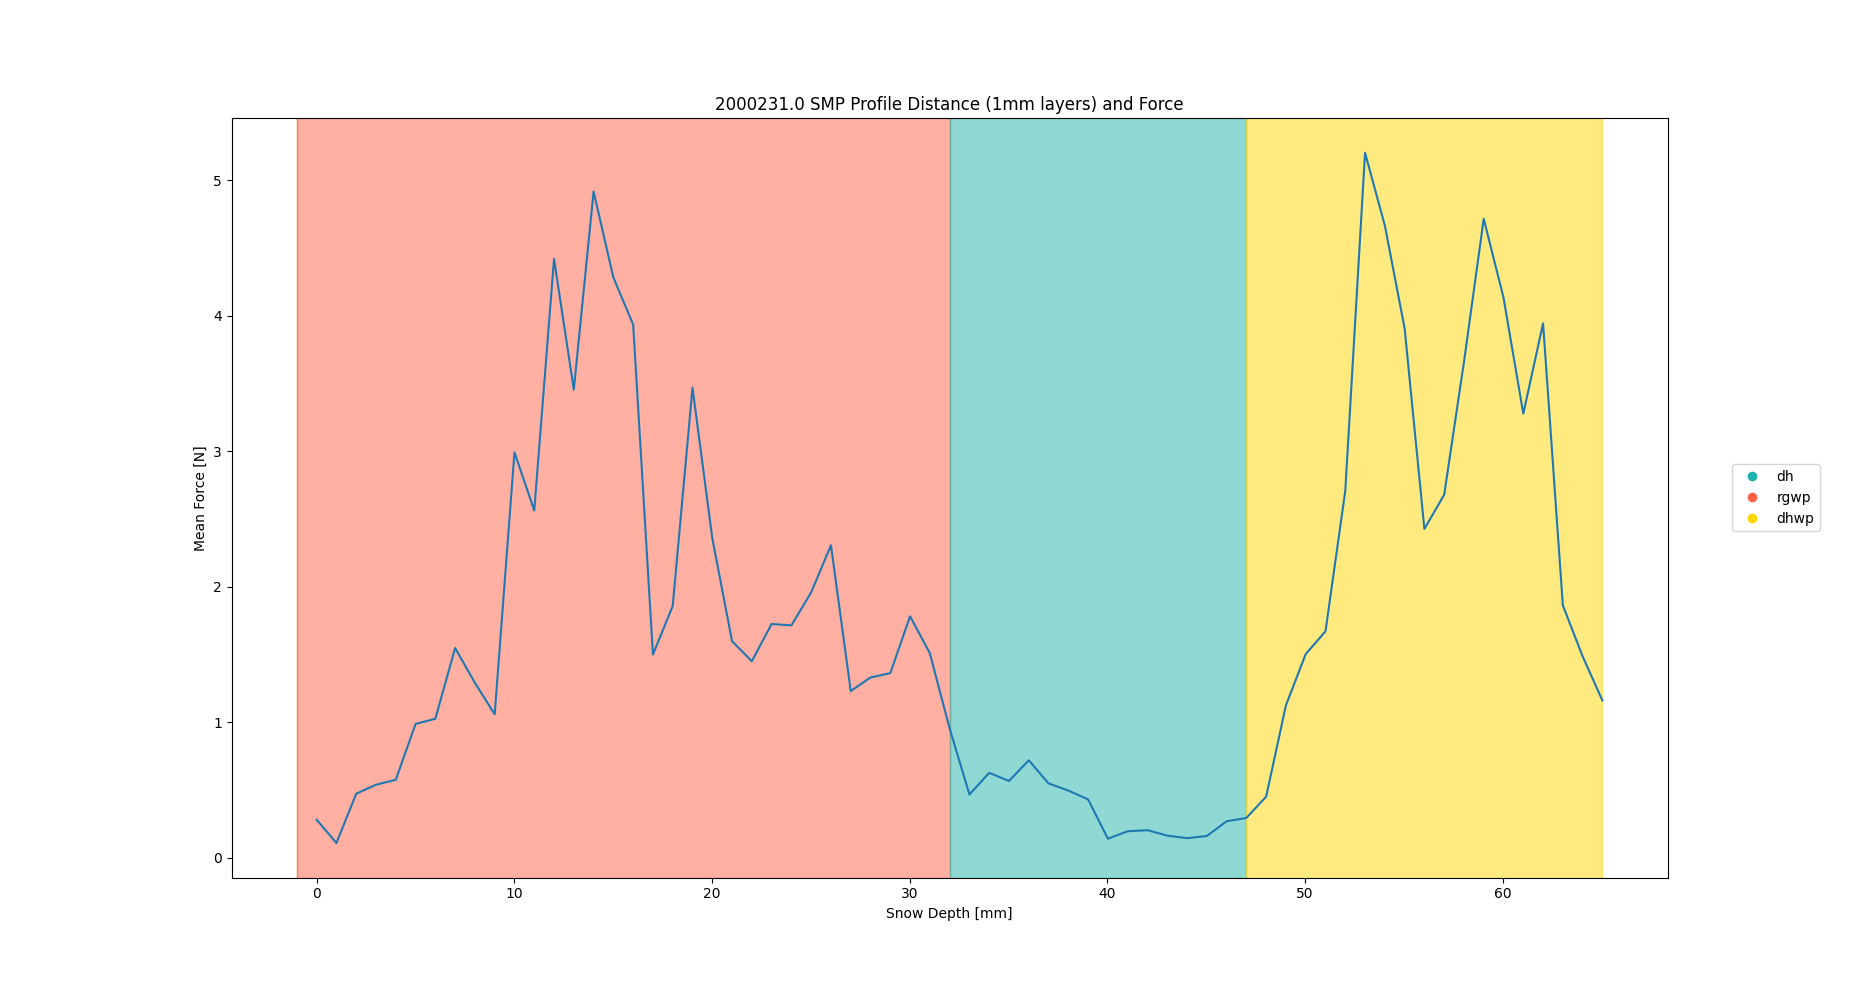 2000231.0 SMP Profile Distance (1mm layers) and Force
5
4
3
2
1
0
Mean Force [N]
0 10 20 30 40 50 60
Snow Depth [mm]
dh
rgwp
dhwp